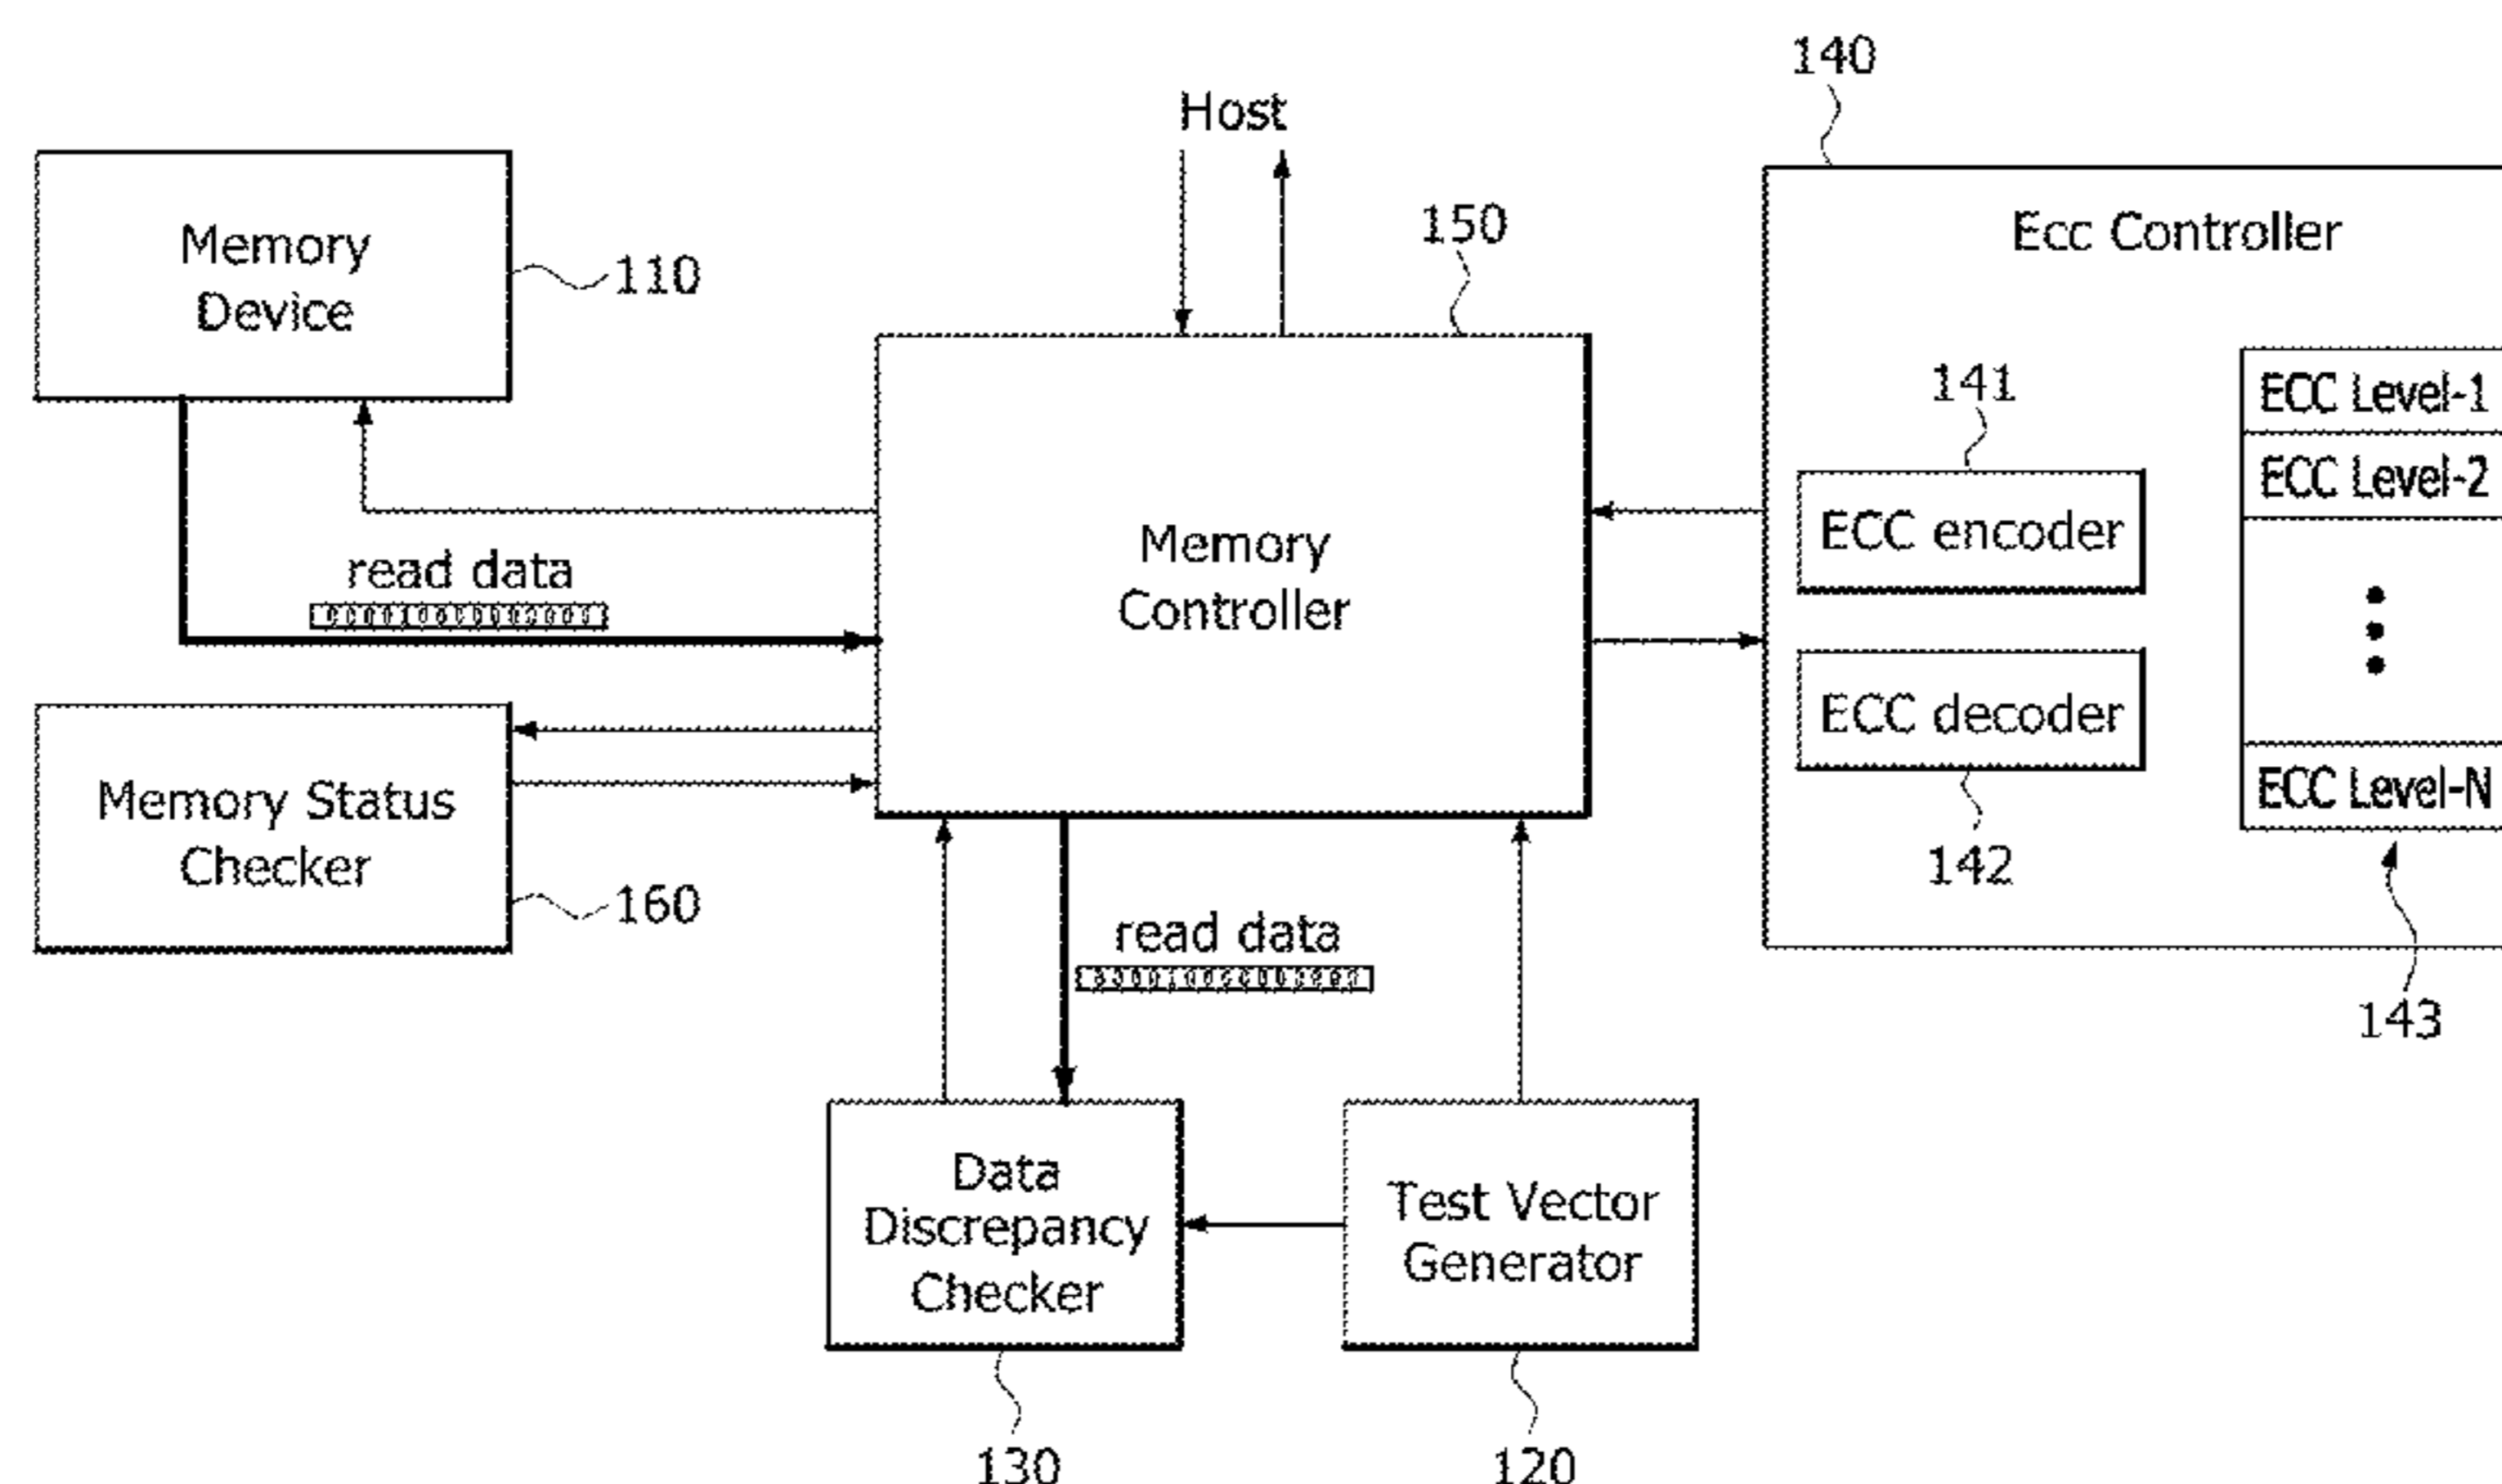 140
Host
150
Memory
Device
110
Ecc Controller
141
ECC Level-1
ECC Level-2
ECC encoder
Memory
Controller
read data
ECC decoder
ECC Level-N
142
143
Memory Status
Checker
160
read data
Data
Discrepancy
Checker
Test Vector
Generator
130
120